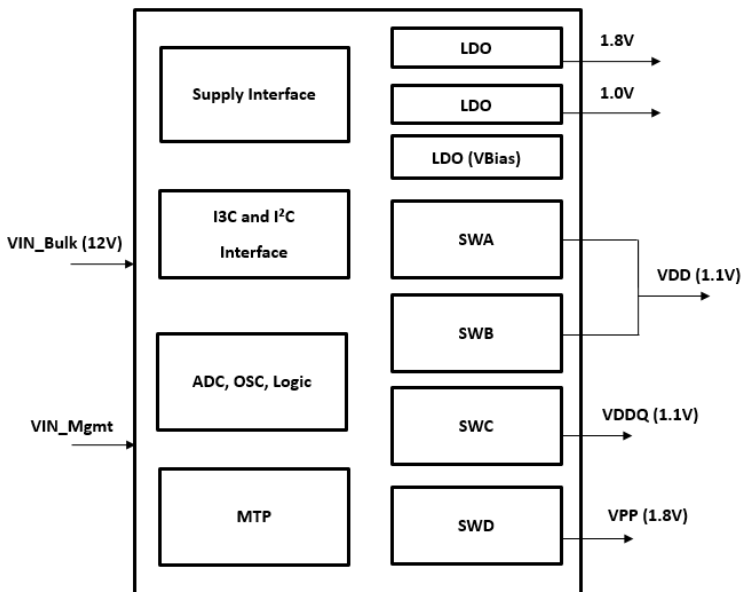 LDO
1.8V
Supply Interface
LDO
1.0V
LDO (VBias)
I3C and I²C
Interface
VIN_Bulk (12V)
SWA
VDD (1.1V)
SWB
ADC, OSC, Logic
VIN_Mgmt
SWC
VDDQ (1.1V)
MTP
SWD
VPP (1.8V)